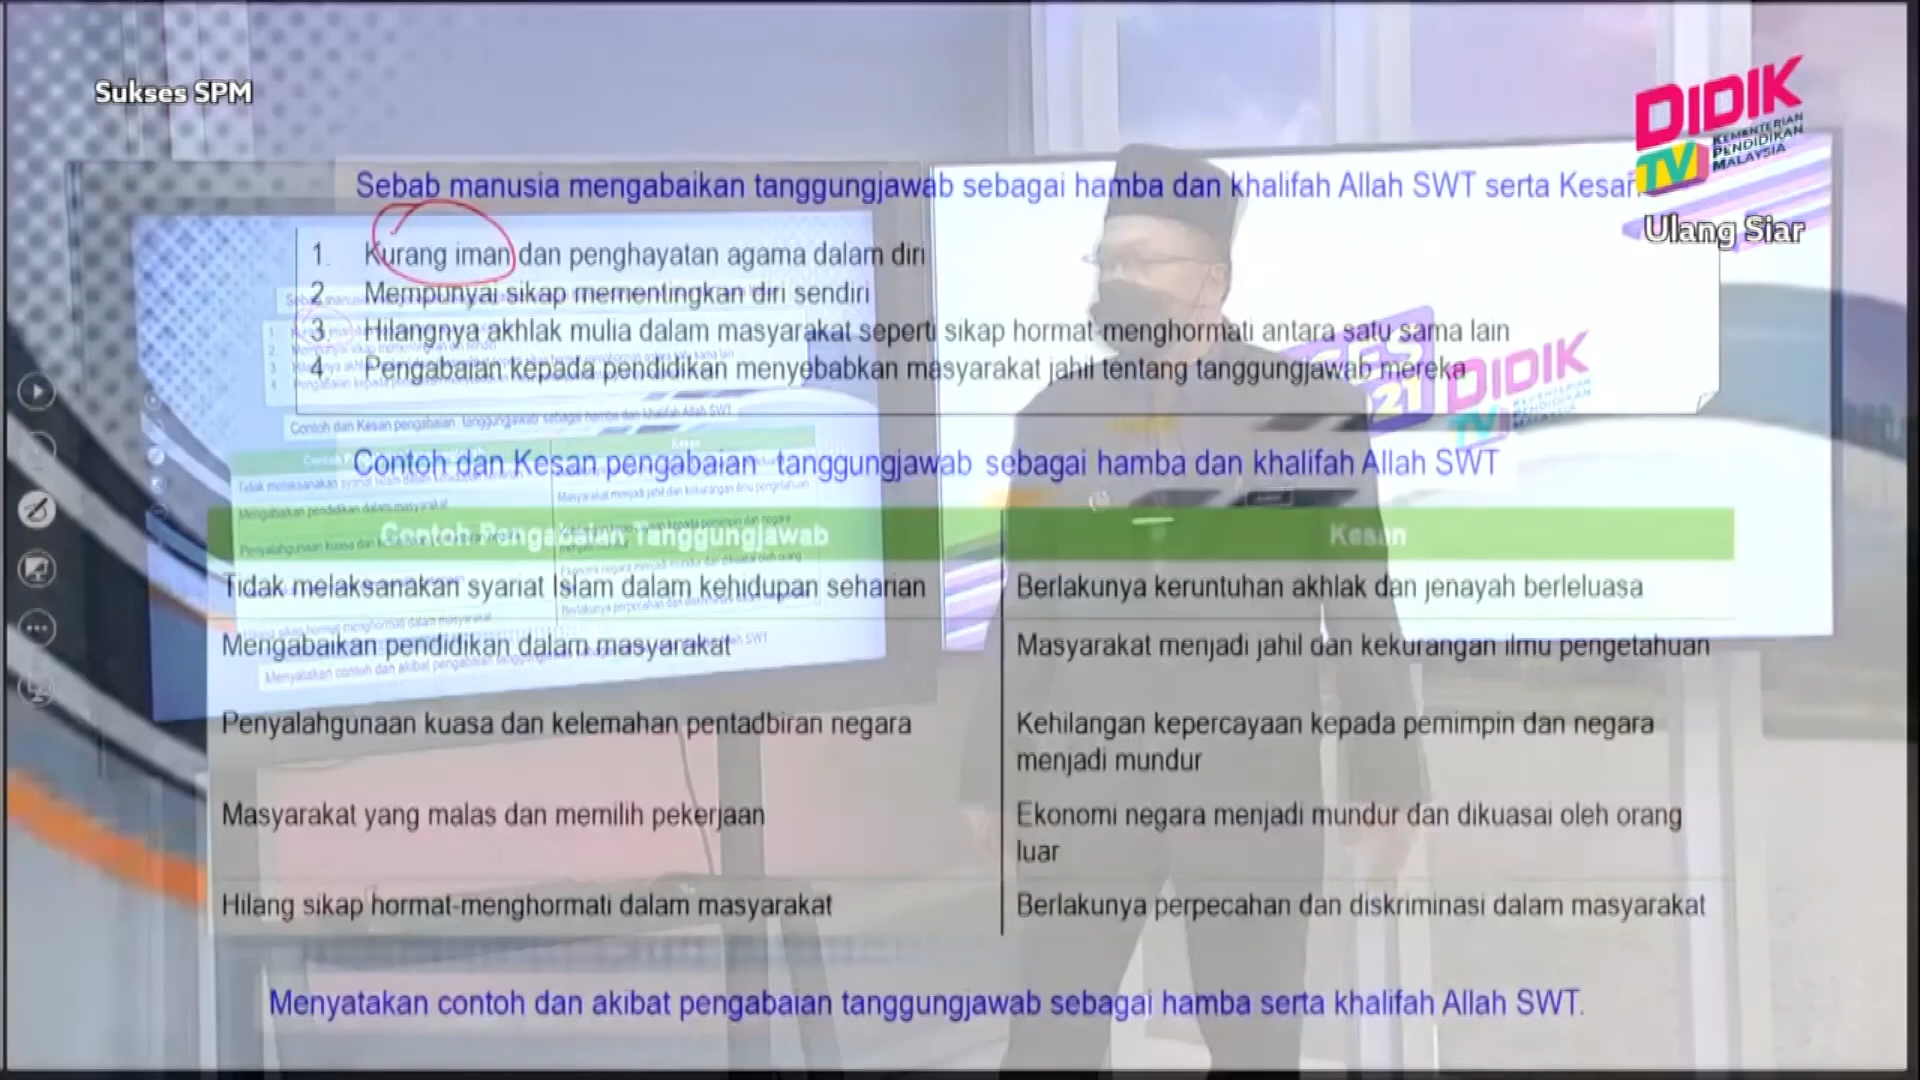 Sukses SPM
DIDIK
TV
KEMENTERIAN
PENDIDIKAN
MALAYSIA
Ulang Siar
Sebab manusia mengabaikan tanggungjawab sebagai hamba dan khalifah Allah SWT serta Kesan
1. Kurang iman dan penghayatan agama dalam diri
2. Mempunyai sikap mementingkan diri sendiri
3. Hilangnya akhlak mulia dalam masyarakat seperti sikap hormat-menghormati antara satu sama lain
4. Pengabaian kepada pendidikan menyebabkan masyarakat jahil tentang tanggungjawab mereka
Contoh dan Kesan pengabaian tanggungjawab sebagai hamba dan khalifah Allah SWT
Contoh Pengabaian Tanggungjawab Kesan
Tidak melaksanakan syariat Islam dalam kehidupan seharian Berlakunya keruntuhan akhlak dan jenayah berleluasa
Mengabaikan pendidikan dalam masyarakat Masyarakat menjadi jahil dan kekurangan ilmu pengetahuan
Penyalahgunaan kuasa dan kelemahan pentadbiran negara Kehilangan kepercayaan kepada pemimpin dan negara
menjadi mundur
Masyarakat yang malas dan memilih pekerjaan Ekonomi negara menjadi mundur dan dikuasai oleh orang
luar
Hilang sikap hormat-menghormati dalam masyarakat Berlakunya perpecahan dan diskriminasi dalam masyarakat
Menyatakan contoh dan akibat pengabaian tanggungjawab sebagai hamba serta khalifah Allah SWT.